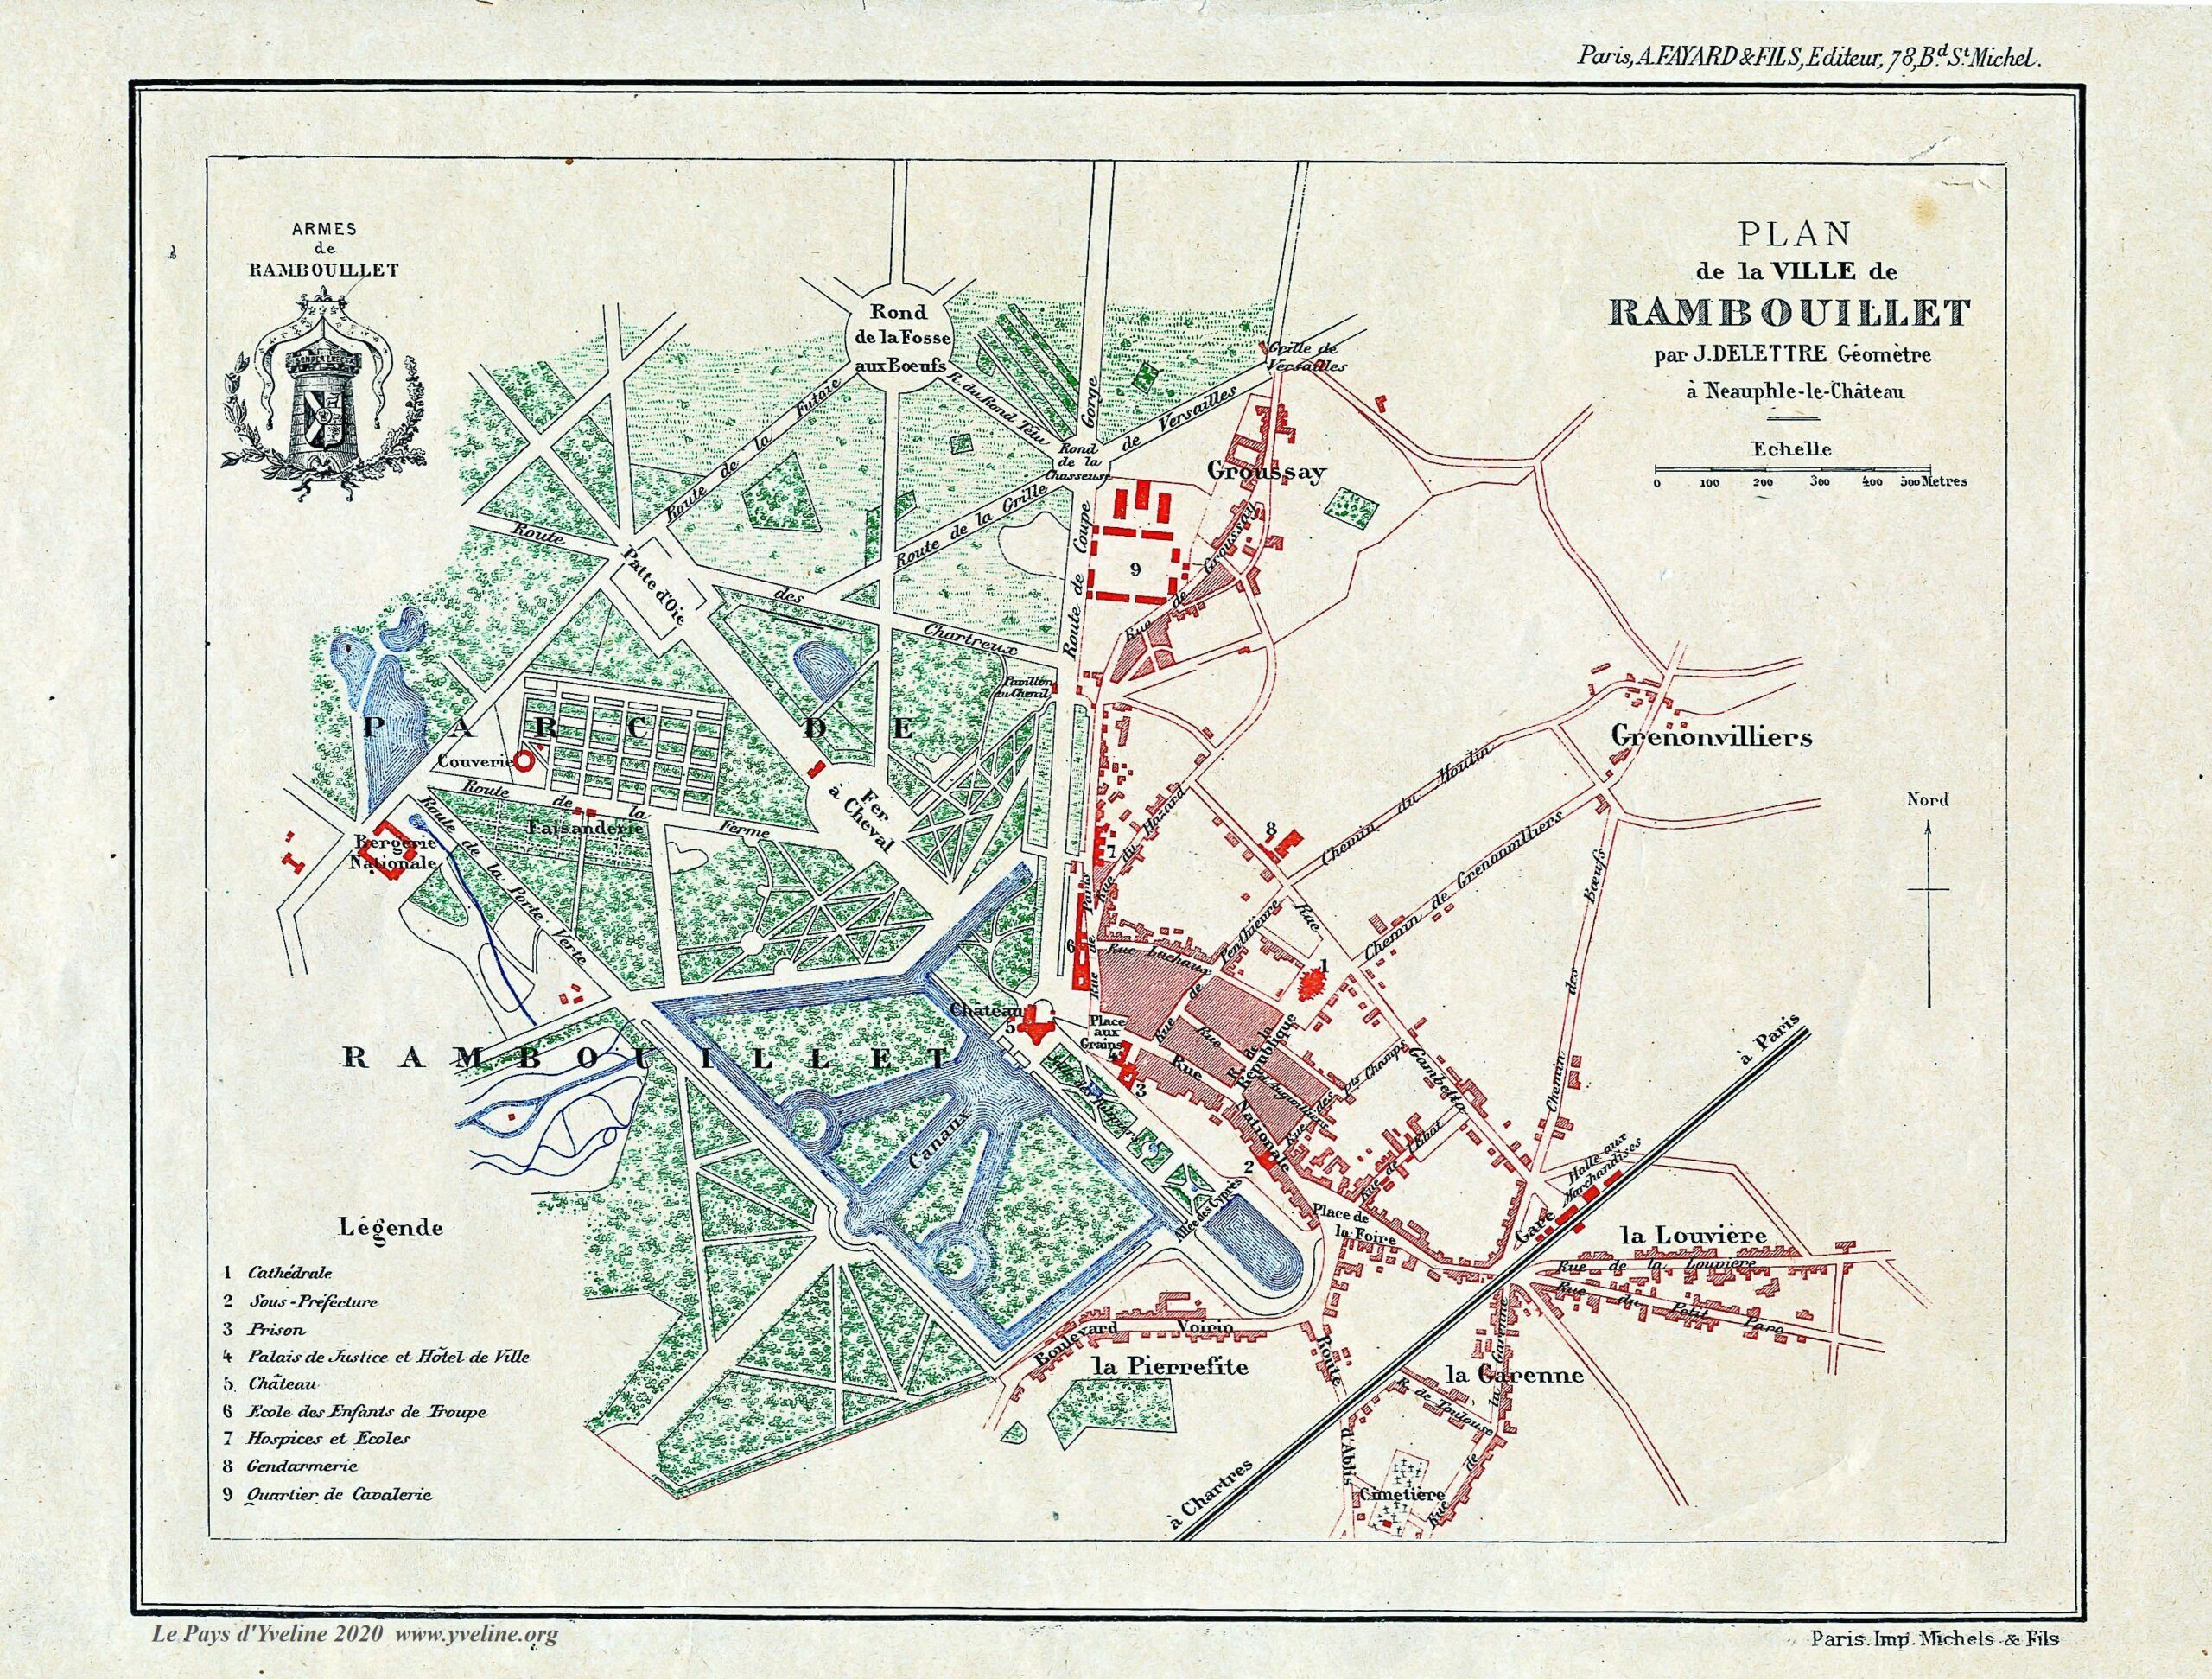 Paris, A. FAYARD & FILS, Editeur, 78, Bd. St. Michel.
ARMES
de
RAMBOUILLET
PLAN
de la VILLE de
RAMBOUILLET
par J. DELETTRE Géomètre
à Neauphle-le-Château
Echelle
0 100 200 300 400 500 Metres
Nord
Rond
de la Fosse
aux Bœufs
Route de la Futaie
R. du Rond Tétu
Gorge
Rond
de la
Chasseuse
de Versailles
Route de la Grille
Grille de
Versailles
Groussay
Rue de Groussay
9
Route de Coupe
Route
des
Chartreux
Patte d'Oie
Pavillon
du Chenil
PARC DE
Couverie
Fer
à Cheval
Route de la Ferme
Faisanderie
Bergerie
Nationale
Route de la Porte Verte
RAMBOUILLET
Château
5
Canaux
Allée des Cyprès
7
Rue du Hazard
8
Rue de Paris
6
Rue Lachaux
Rue de Penthièvre
1
Place
aux
Grains
4
3
Rue Nationale
2
R. de la
République
Rue
Rue des Pts Champs
Rue Gambetta
Rue de l'Ebat
Place de
la Foire
Chemin du Moulin
Grenonvilliers
Chemin de Grenonvilliers
Chemin des Bœufs
à Paris
Halle aux
Marchandises
Gare
la Louvière
Rue de la Louvière
Rue du Petit Parc
Boulevard Voirin
la Pierrefite
la Garenne
Rue de la Garenne
R. de Toulouse
Route d'Ablis
Cimetière
à Chartres
Légende
1 Cathédrale
2 Sous-Préfecture
3 Prison
4 Palais de Justice et Hôtel de Ville
5. Château
6 Ecole des Enfants de Troupe
7 Hospices et Ecoles
8 Gendarmerie
9 Quartier de Cavalerie
Le Pays d'Yveline 2020 www.yveline.org
Paris. Imp. Michels & Fils